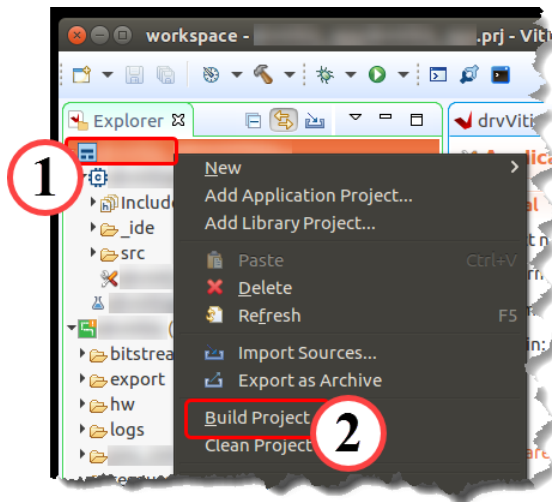 workspace -
.prj - Viti
Explorer
drvViti
1
Includ
_ide
src
bitstrea
export
hw
logs
New
Add Application Project...
Add Library Project...
Paste Ctrl+V
Delete
Refresh F5
Import Sources...
Export as Archive
Build Project
2
Clean Project